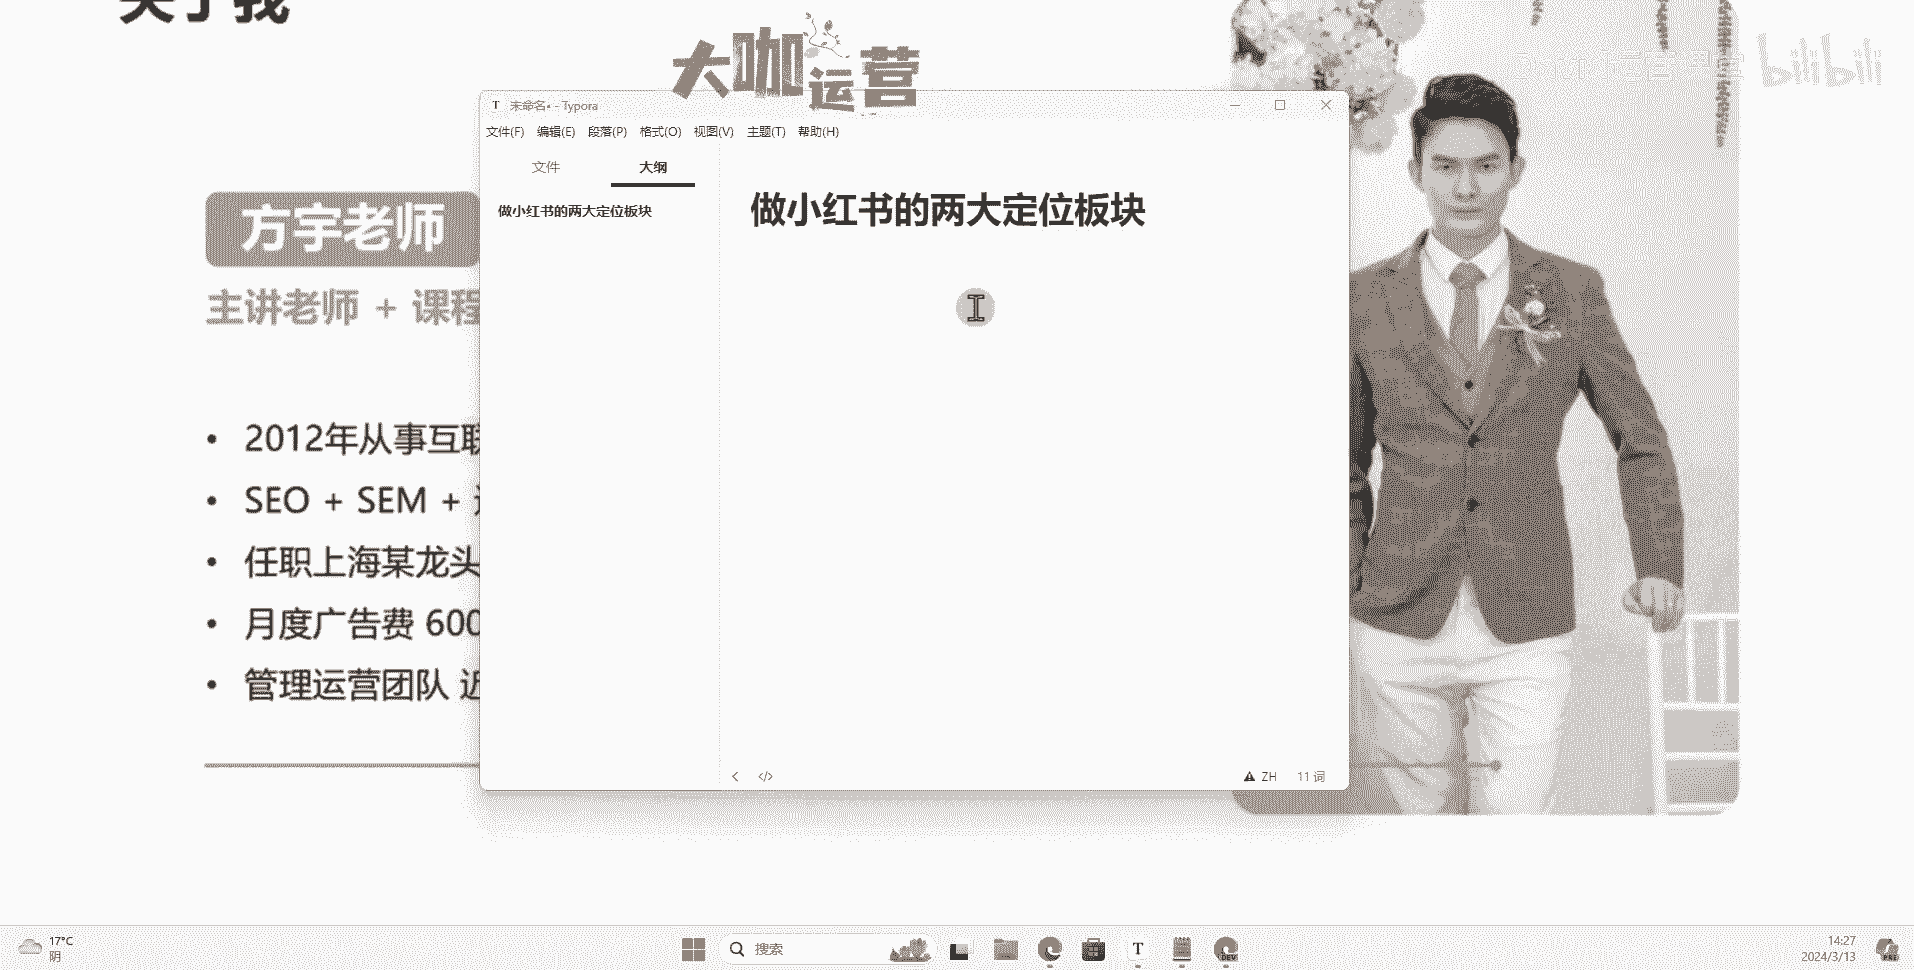 关于我
大咖运营
bilibili
未命名• - Typora
文件(F) 编辑(E) 段落(P) 格式(O) 视图(V) 主题(T) 帮助(H)
文件 大纲
做小红书的两大定位板块
做小红书的两大定位板块
方宇老师
主讲老师 + 课程
• 2012年从事互联
• SEO + SEM +
• 任职上海某龙头
• 月度广告费 600
• 管理运营团队 近
</> ZH 11 词
17°C
阴
搜索
T
DEV
14:27
2024/3/13
PRE